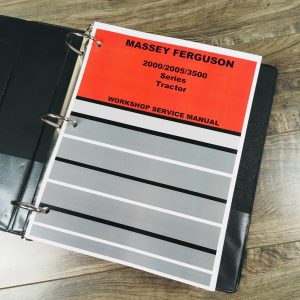 MASSEY FERGUSON
2000/2005/3500
Series
Tractor
WORKSHOP SERVICE MANUAL